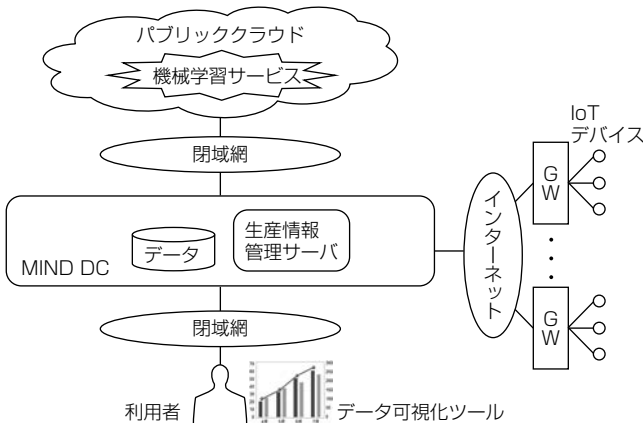 パブリッククラウド
機械学習サービス
閉域網
IoT
デバイス
GW
インターネット
データ
生産情報
管理サーバ
MIND DC
GW
閉域網
利用者
データ可視化ツール